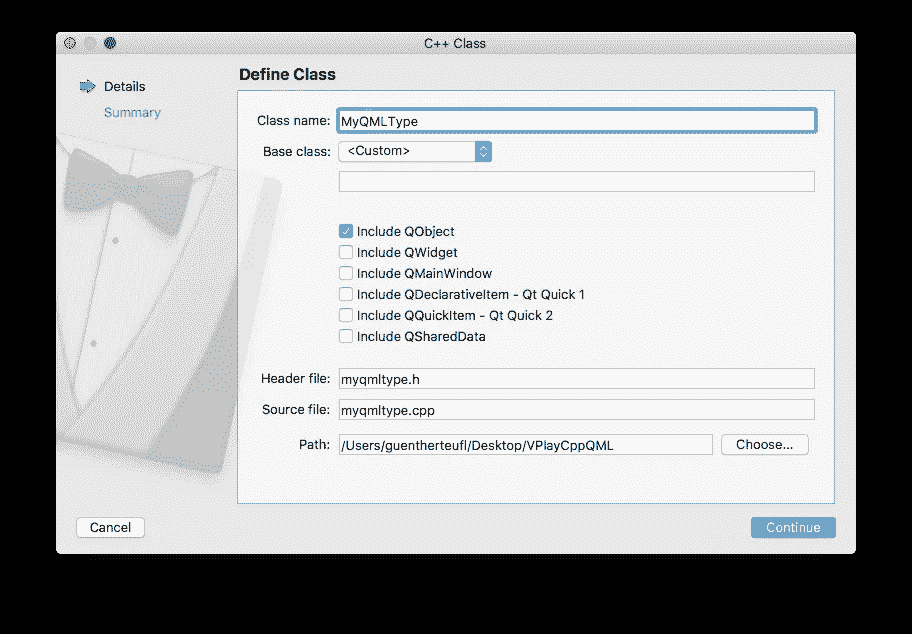 C++ Class
Details
Summary
Define Class
Class name: MyQMLType
Base class: <Custom>
Include QObject
Include QWidget
Include QMainWindow
Include QDeclarativeItem - Qt Quick 1
Include QQuickItem - Qt Quick 2
Include QSharedData
Header file: myqmltype.h
Source file: myqmltype.cpp
Path: /Users/guentherteufl/Desktop/VPlayCppQML Choose...
Cancel Continue